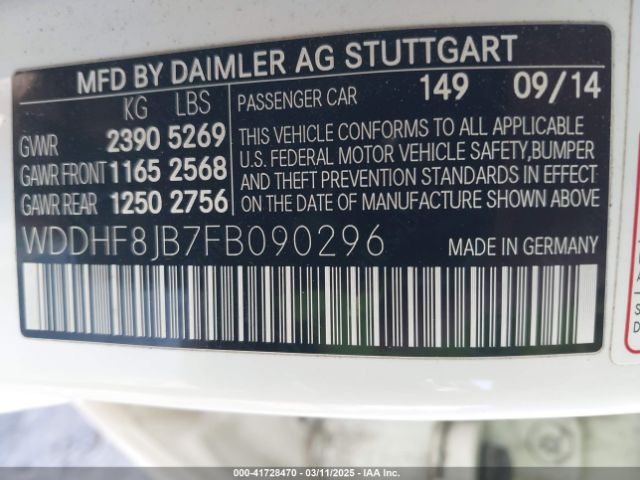 MFD BY DAIMLER AG STUTTGART
KG LBS
GVWR 2390 5269
GAWR FRONT 1165 2568
GAWR REAR 1250 2756
PASSENGER CAR 149 09/14
THIS VEHICLE CONFORMS TO ALL APPLICABLE
U.S. FEDERAL MOTOR VEHICLE SAFETY,BUMPER
AND THEFT PREVENTION STANDARDS IN EFFECT
ON THE DATE OF MANUFACTURE SHOWN ABOVE
WDDHF8JB7FB090296 MADE IN GERMANY
000-41728470 — 03/11/2025 — IAA Inc.